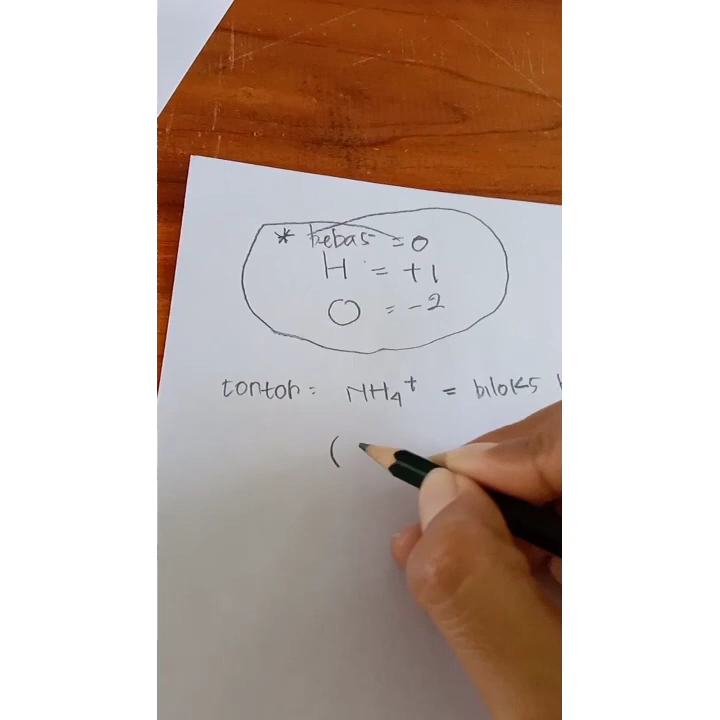 * bebas = 0
H = +1
O = -2
contoh = NH₄⁺ = biloks
(